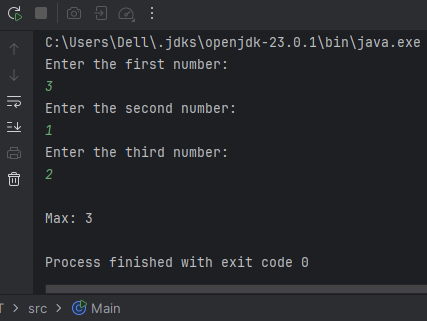 C:\Users\Dell\.jdks\openjdk-23.0.1\bin\java.exe
Enter the first number:
3
Enter the second number:
1
Enter the third number:
2
Max: 3
Process finished with exit code 0
src > Main